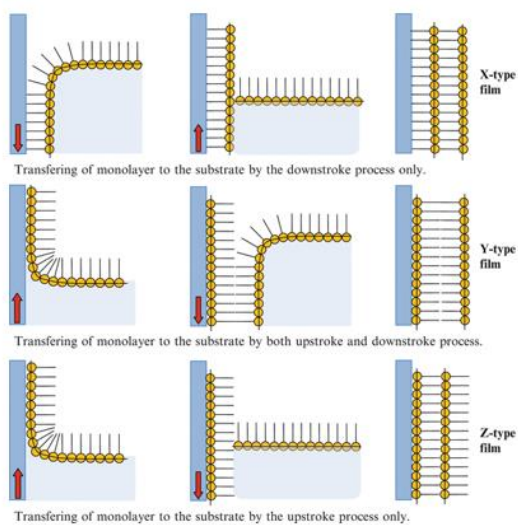 X-type
film
Transfering of monolayer to the substrate by the downstroke process only.
Y-type
film
Transfering of monolayer to the substrate by both upstroke and downstroke process.
Z-type
film
Transfering of monolayer to the substrate by the upstroke process only.